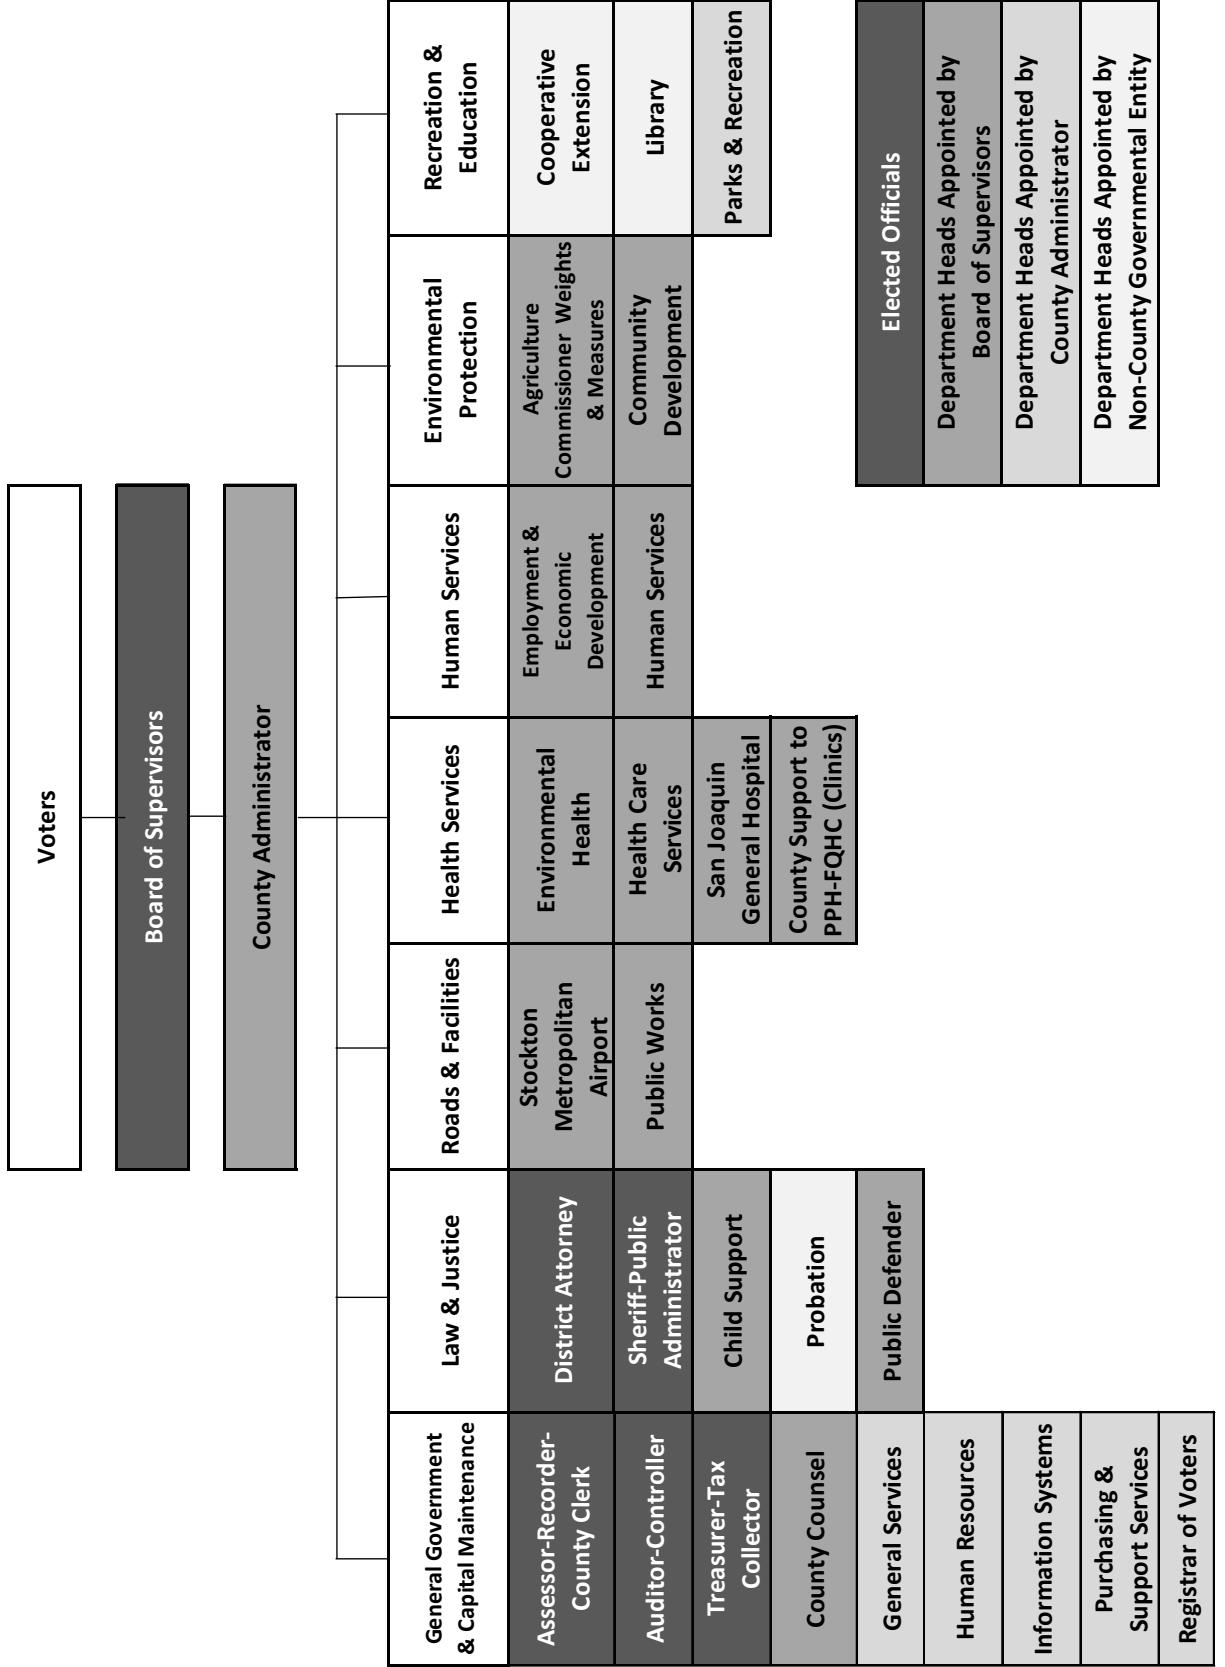 Voters
Board of Supervisors
County Administrator
General Government
& Capital Maintenance
Law & Justice
Roads & Facilities
Health Services
Human Services
Environmental
Protection
Recreation &
Education
Assessor-Recorder-
County Clerk
District Attorney
Stockton
Metropolitan
Airport
Environmental
Health
Employment &
Economic
Development
Agriculture
Commissioner Weights
& Measures
Cooperative
Extension
Auditor-Controller
Sheriff-Public
Administrator
Public Works
Health Care
Services
Human Services
Community
Development
Library
Treasurer-Tax
Collector
Child Support
San Joaquin
General Hospital
Parks & Recreation
County Counsel
Probation
County Support to
PPH-FQHC (Clinics)
General Services
Public Defender
Human Resources
Information Systems
Purchasing &
Support Services
Registrar of Voters
Elected Officials
Department Heads Appointed by
Board of Supervisors
Department Heads Appointed by
County Administrator
Department Heads Appointed by
Non-County Governmental Entity